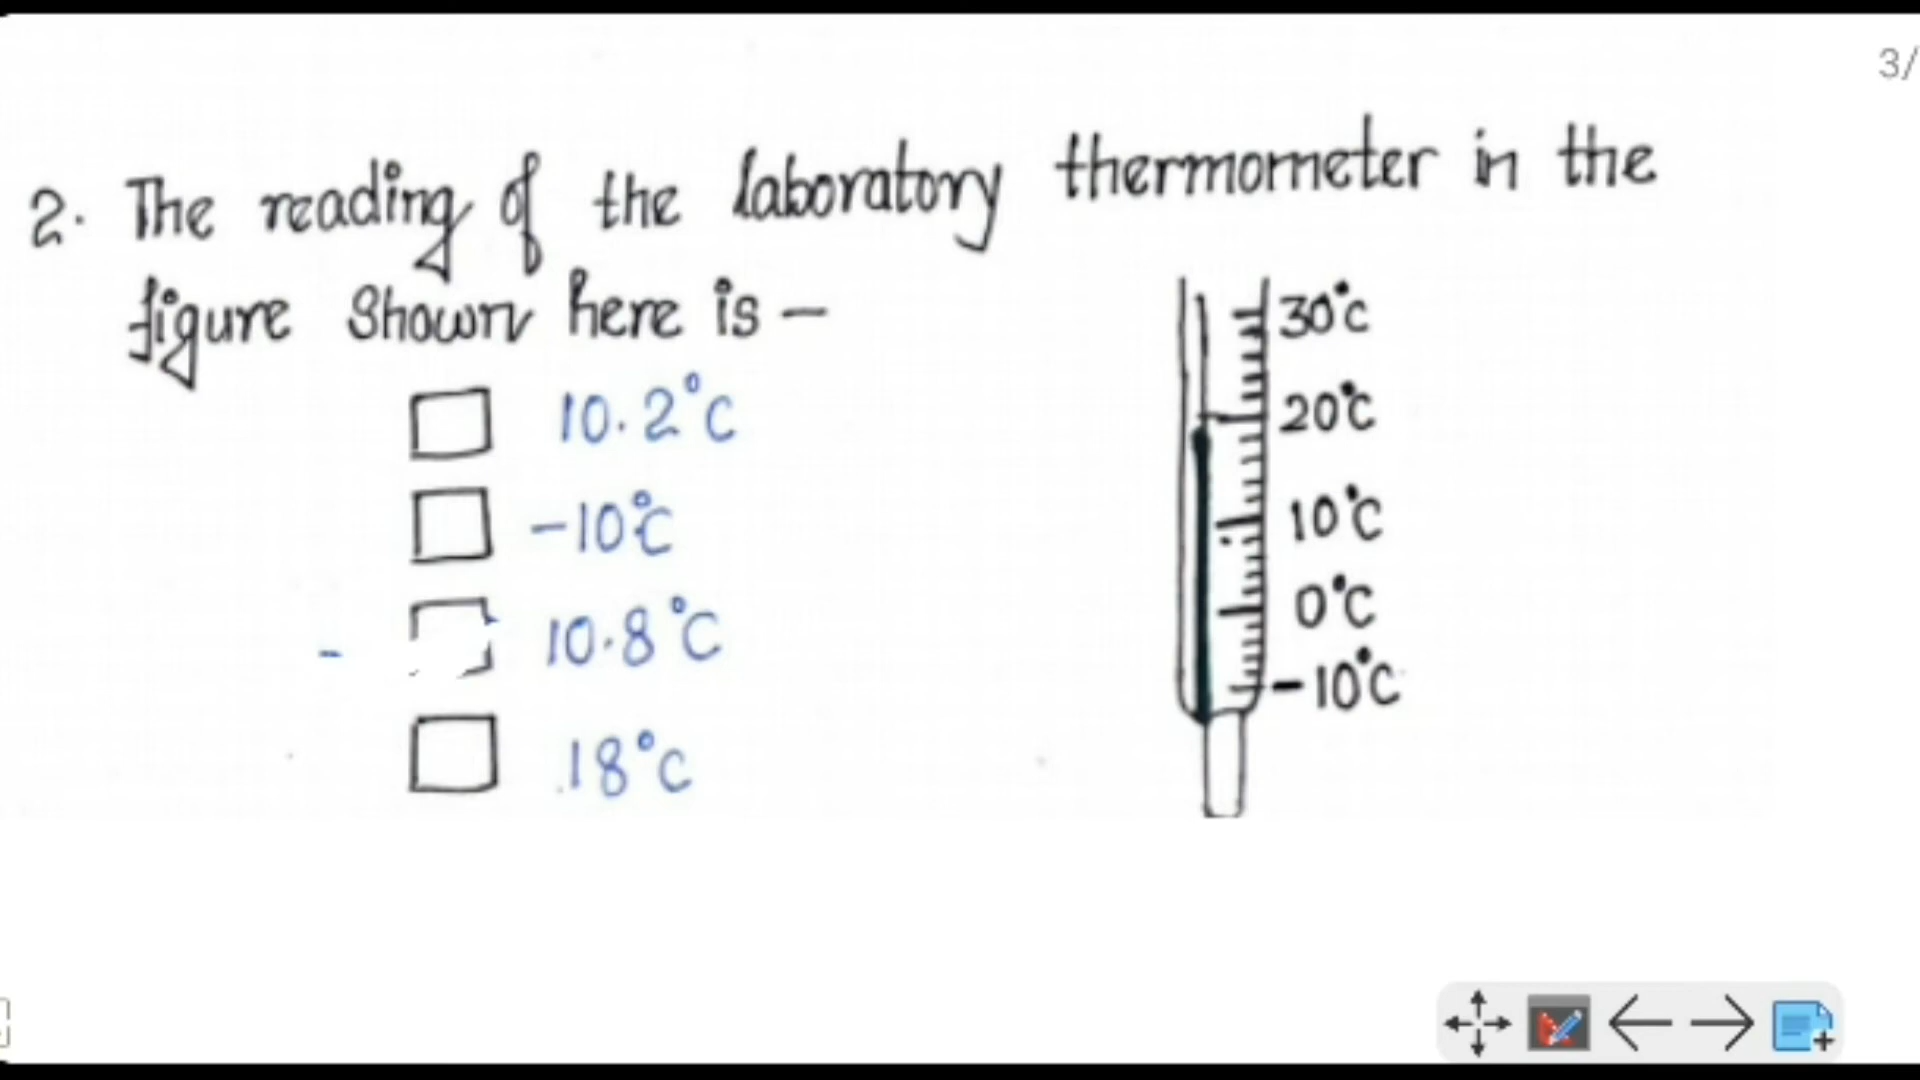 3/
2. The reading of the laboratory thermometer in the
figure shown here is –
10.2°C
-10°C
10.8°C
18°C
30°C
20°C
10°C
0°C
-10°C